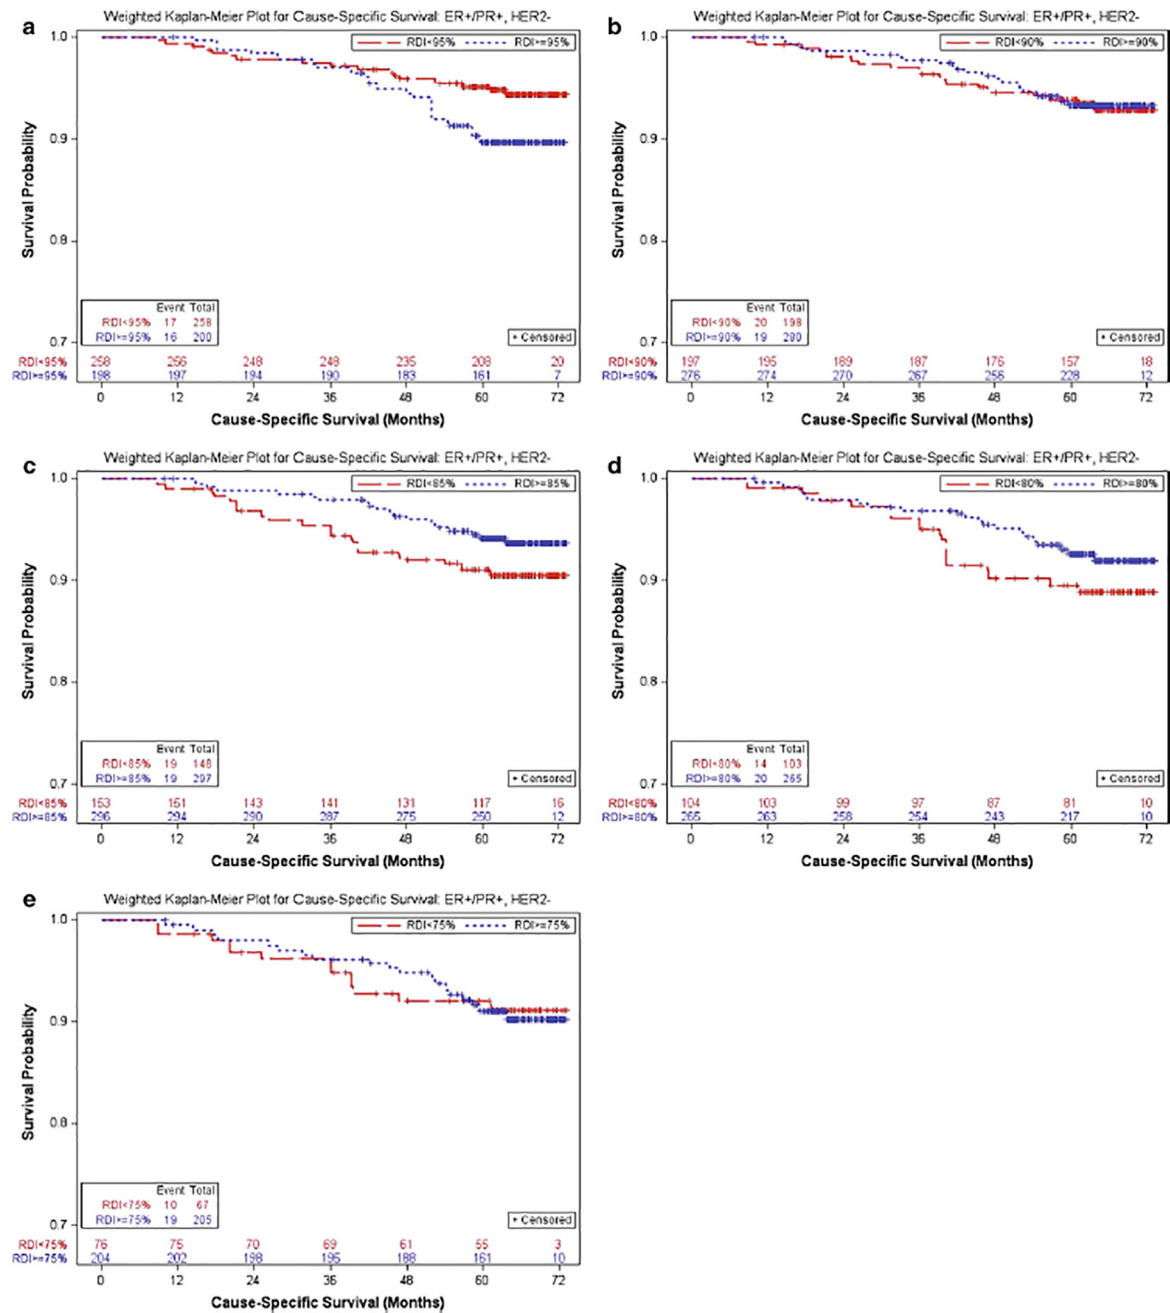 a
Weighted Kaplan-Meier Plot for Cause-Specific Survival: ER+/PR+, HER2-
RDI<95% RDI>=95%
Survival Probability
1.0
0.9
0.8
0.7
Event Total
RDI<95% 17 258
RDI>=95% 16 200
+ Censored
RDI<95% 258 256 248 248 235 208 20
RDI>=95% 198 197 194 190 183 161 7
0 12 24 36 48 60 72
Cause-Specific Survival (Months)
b
Weighted Kaplan-Meier Plot for Cause-Specific Survival: ER+/PR+, HER2-
RDI<90% RDI>=90%
Survival Probability
1.0
0.9
0.8
0.7
Event Total
RDI<90% 20 198
RDI>=90% 19 280
+ Censored
RDI<90% 197 195 189 187 176 157 18
RDI>=90% 276 274 270 267 256 228 12
0 12 24 36 48 60 72
Cause-Specific Survival (Months)
c
Weighted Kaplan-Meier Plot for Cause-Specific Survival: ER+/PR+, HER2-
RDI<85% RDI>=85%
Survival Probability
1.0
0.9
0.8
0.7
Event Total
RDI<85% 19 148
RDI>=85% 19 297
+ Censored
RDI<85% 153 151 143 141 131 117 16
RDI>=85% 296 294 290 287 275 250 12
0 12 24 36 48 60 72
Cause-Specific Survival (Months)
d
Weighted Kaplan-Meier Plot for Cause-Specific Survival: ER+/PR+, HER2-
RDI<80% RDI>=80%
Survival Probability
1.0
0.9
0.8
0.7
Event Total
RDI<80% 14 103
RDI>=80% 20 265
+ Censored
RDI<80% 104 103 99 97 87 81 10
RDI>=80% 265 263 258 254 243 217 10
0 12 24 36 48 60 72
Cause-Specific Survival (Months)
e
Weighted Kaplan-Meier Plot for Cause-Specific Survival: ER+/PR+, HER2-
RDI<75% RDI>=75%
Survival Probability
1.0
0.9
0.8
0.7
Event Total
RDI<75% 10 67
RDI>=75% 19 205
+ Censored
RDI<75% 76 75 70 69 61 55 3
RDI>=75% 204 202 198 195 188 161 10
0 12 24 36 48 60 72
Cause-Specific Survival (Months)